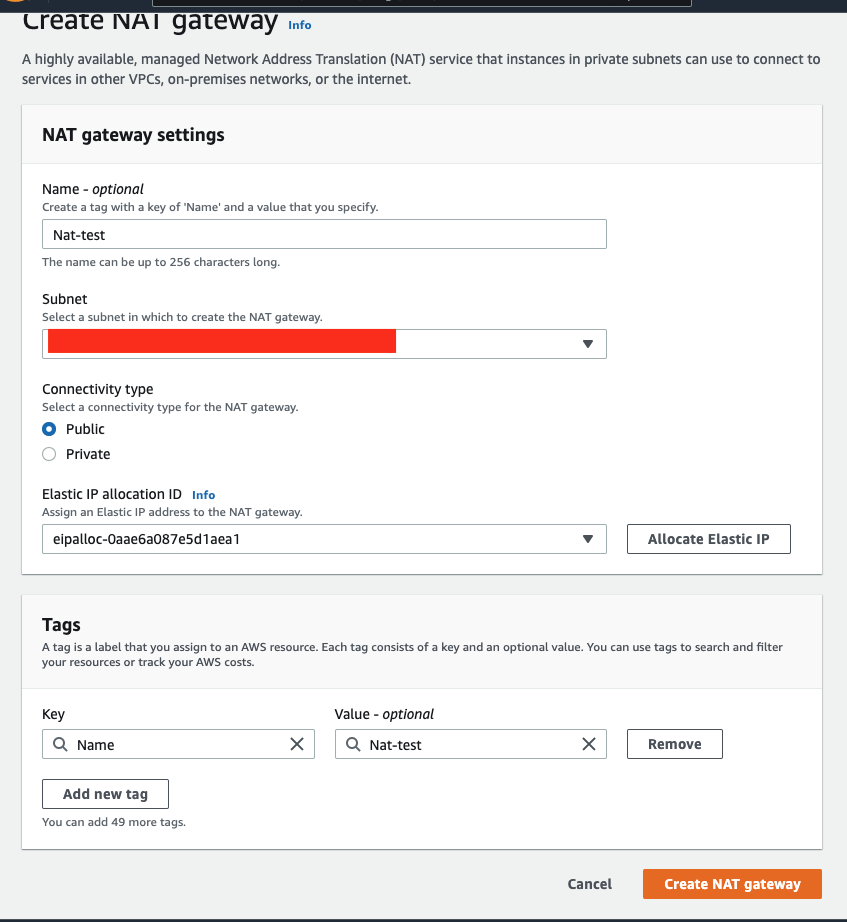 Create NAT gateway Info
A highly available, managed Network Address Translation (NAT) service that instances in private subnets can use to connect to
services in other VPCs, on-premises networks, or the internet.
NAT gateway settings
Name - optional
Create a tag with a key of 'Name' and a value that you specify.
Nat-test
The name can be up to 256 characters long.
Subnet
Select a subnet in which to create the NAT gateway.
Connectivity type
Select a connectivity type for the NAT gateway.
Public
Private
Elastic IP allocation ID Info
Assign an Elastic IP address to the NAT gateway.
eipalloc-0aae6a087e5d1aea1 Allocate Elastic IP
Tags
A tag is a label that you assign to an AWS resource. Each tag consists of a key and an optional value. You can use tags to search and filter
your resources or track your AWS costs.
Key Value - optional
Name Nat-test Remove
Add new tag
You can add 49 more tags.
Cancel Create NAT gateway